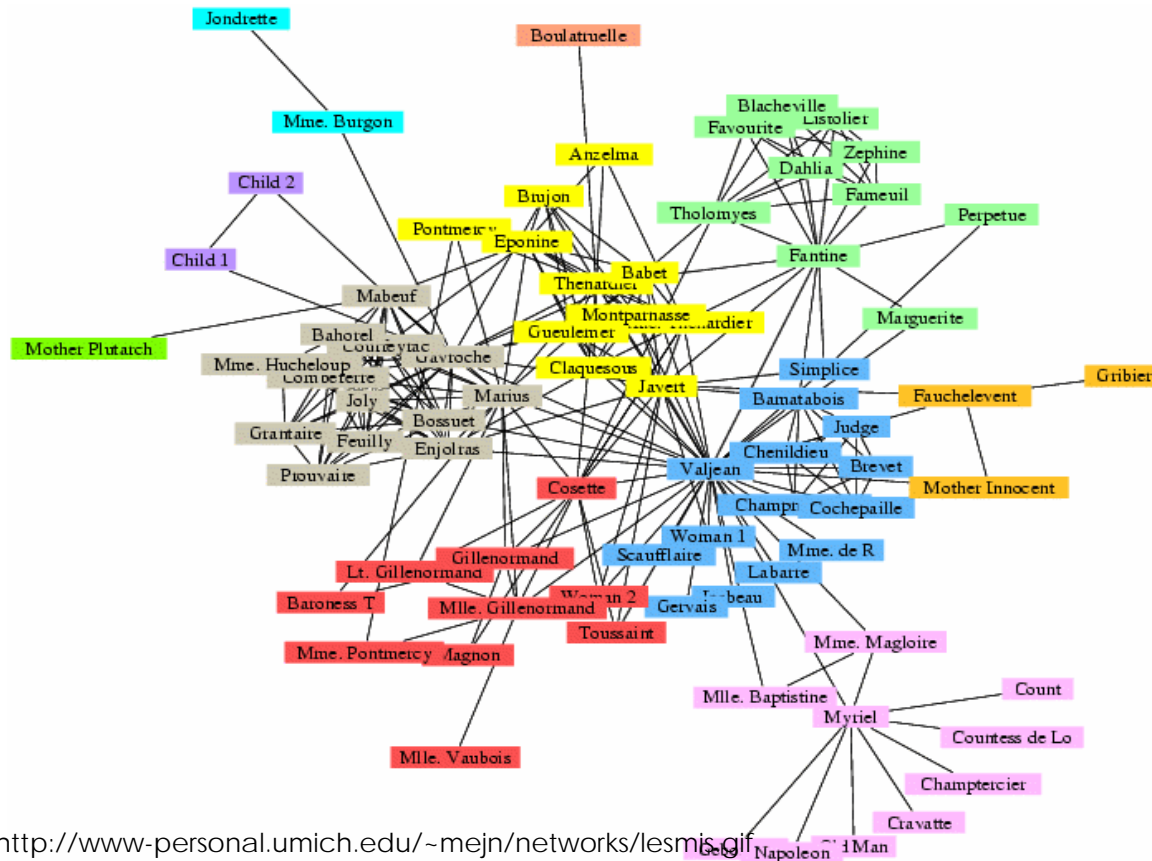 Jondrette
Boulatruelle
Blacheville
Listolier
Favourite
Mme. Burgon
Anzelma
Zephine
Dahlia
Child 2
Brujon
Fameuil
Tholomyes
Perpetue
Pontmercy
Eponine
Child 1
Fantine
Babet
Thenardier
Mabeuf
Montparnasse
Marguerite
Thenardier
Gueulemer
Bahorel
Mother Plutarch
Courfeyrac
Gavroche
Mme. Hucheloup
Claquesous
Simplice
Gribier
Combeferre
Javert
Joly
Marius
Bamatabois
Fauchelevent
Bossuet
Judge
Grantaire
Feuilly
Enjolras
Chenildieu
Brevet
Valjean
Prouvaire
Cosette
Mother Innocent
Cochepaille
Woman 1
Scaufflaire
Mme. de R
Gillenormand
Lt. Gillenormand
Labarre
Baroness T
Woman 2
Mlle. Gillenormand
Gervais
Toussaint
Mme. Magloire
Mme. Pontmercy
Magnon
Mlle. Baptistine
Count
Myriel
Countess de Lo
Mlle. Vaubois
Champtercier
Cravatte
http://www-personal.umich.edu/~mejn/networks/lesmis.gif
Napoleon
Man